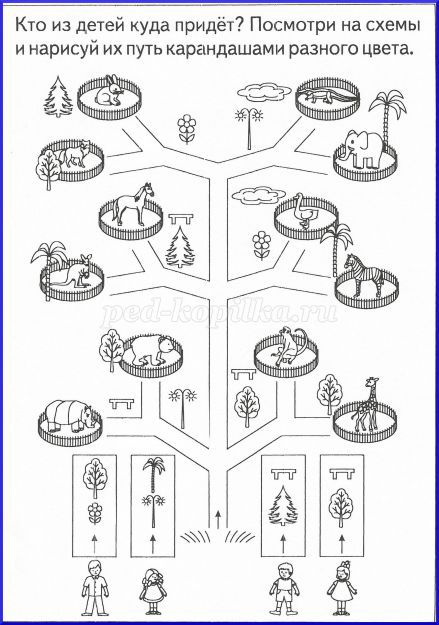 Кто из детей куда придёт? Посмотри на схемы
и нарисуй их путь карандашами разного цвета.
ped-kopilka.ru